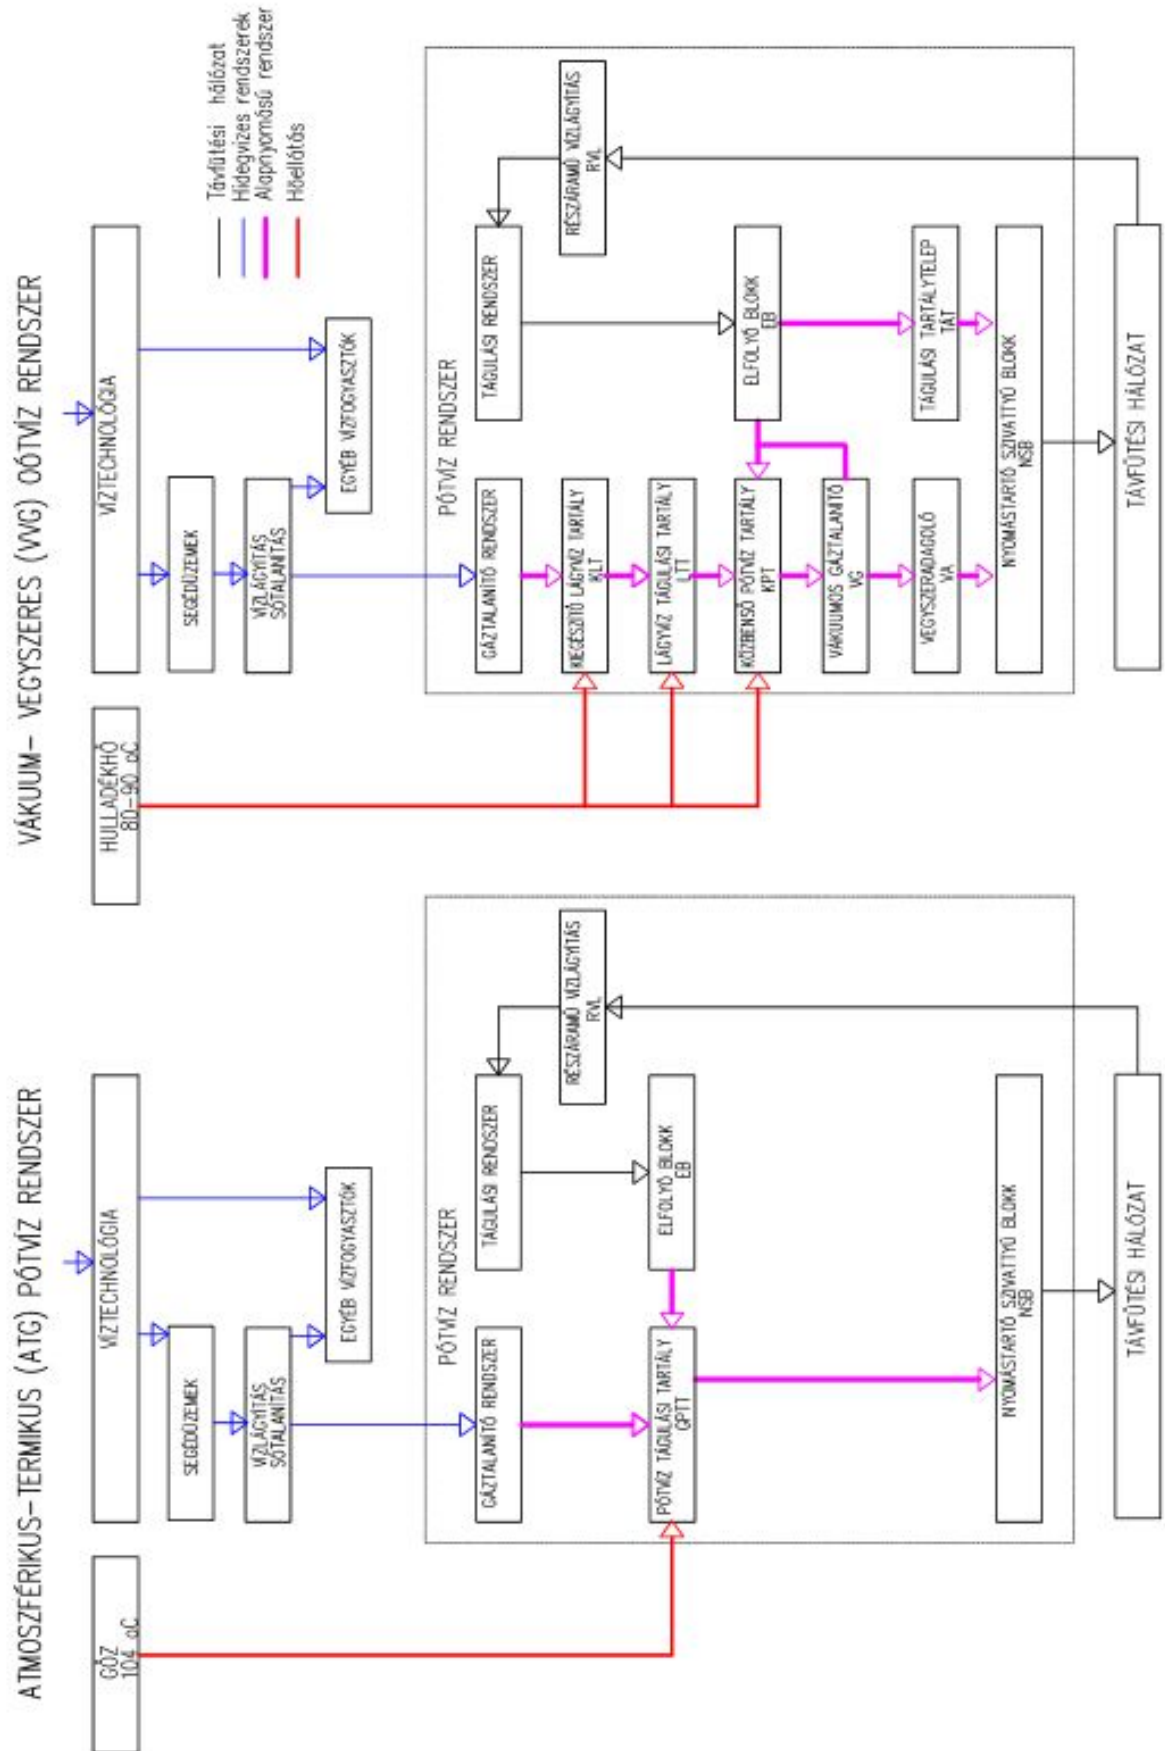 ATMOSZFÉRIKUS-TERMIKUS (ATG) PÓTVÍZ RENDSZER
GŐZ
104 oC
VÍZTECHNOLÓGIA
SEGÉDÜZEMEK
VÍZLÁGYÍTÁS
SÓTALANÍTÁS
EGYÉB VÍZFOGYASZTÓK
PÓTVÍZ RENDSZER
GÁZTALANÍTÓ RENDSZER
TÁGULÁSI RENDSZER
RÉSZÁRAMÚ VÍZLÁGYÍTÁS
RVL
PÓTVÍZ TÁGULÁSI TARTÁLY
GPTT
ELFOLYÓ BLOKK
EB
NYOMÁSTARTÓ SZIVATTYÚ BLOKK
NSB
TÁVFŰTÉSI HÁLÓZAT
VÁKUUM- VEGYSZERES (VVG) OÓTVÍZ RENDSZER
HULLADÉKHŐ
80-90 oC
VÍZTECHNOLÓGIA
Távfűtési hálózat
Hidegvizes rendszerek
Alapnyomású rendszer
Hőellátás
SEGÉDÜZEMEK
VÍZLÁGYÍTÁS
SÓTALANÍTÁS
EGYÉB VÍZFOGYASZTÓK
PÓTVÍZ RENDSZER
GÁZTALANÍTÓ RENDSZER
TÁGULÁSI RENDSZER
RÉSZÁRAMÚ VÍZLÁGYÍTÁS
RVL
KIEGÉSZÍTŐ LÁGYVÍZ TARTÁLY
KLT
LÁGYVÍZ TÁGULÁSI TARTÁLY
LTT
KÖZBENSŐ PÓTVÍZ TARTÁLY
KPT
ELFOLYÓ BLOKK
EB
VÁKUUMOS GÁZTALANÍTÓ
VG
VEGYSZERADAGOLÓ
VA
TÁGULÁSI TARTÁLYTELEP
TÁT
NYOMÁSTARTÓ SZIVATTYÚ BLOKK
NSB
TÁVFŰTÉSI HÁLÓZAT